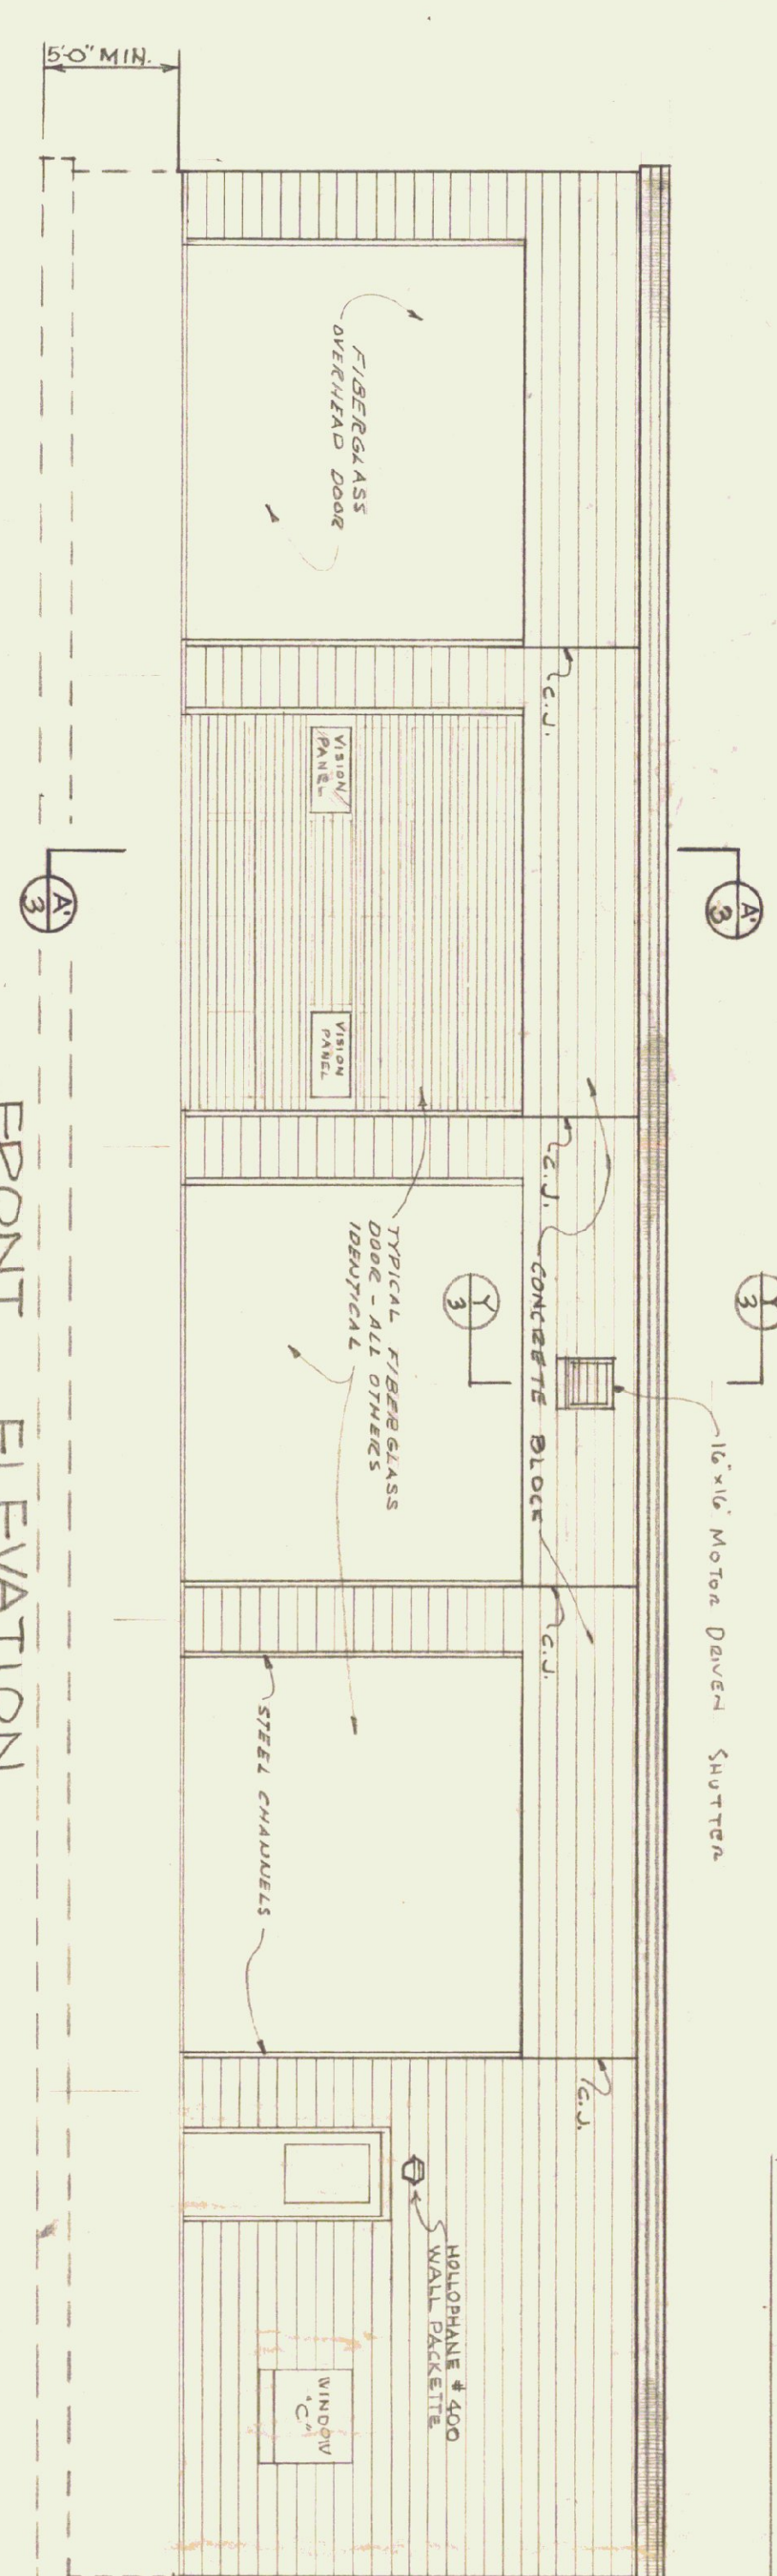 5'-0" MIN.
FIBERGLASS
OVERHEAD DOOR
C.J.
VISION
PANEL
VISION
PANEL
A'
3
A'
3
C.J.
CONCRETE BLOCK
TYPICAL FIBERGLASS
DOOR - ALL OTHERS
IDENTICAL
Y
3
Y
3
16"x16" MOTOR DRIVEN SHUTTER
C.J.
STEEL CHANNELS
C.J.
HOLLOPHANE # 400
WALL PACKETTE
WINDOW
"C"
FRONT ELEVATION